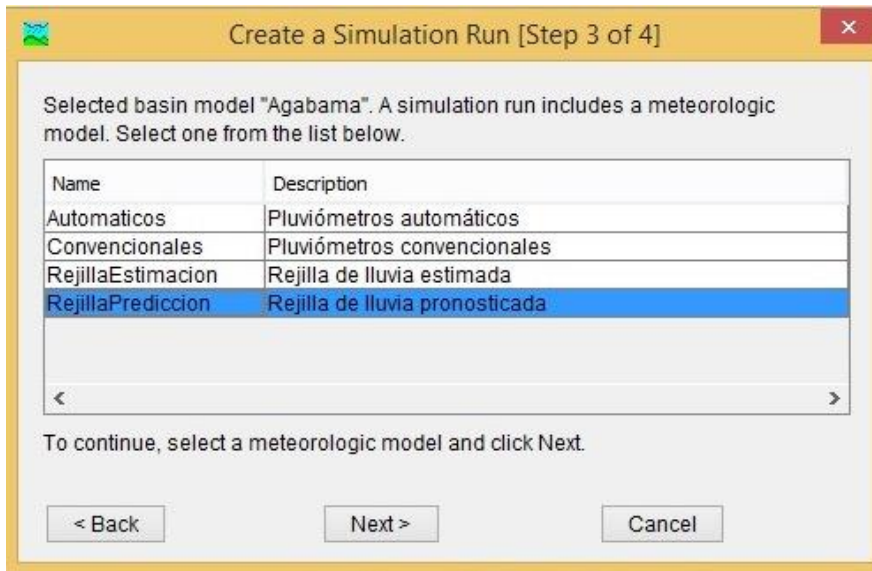 Create a Simulation Run [Step 3 of 4]
Selected basin model "Agabama". A simulation run includes a meteorologic
model. Select one from the list below.
Name Description
Automaticos Pluviómetros automáticos
Convencionales Pluviómetros convencionales
RejillaEstimacion Rejilla de lluvia estimada
RejillaPrediccion Rejilla de lluvia pronosticada
To continue, select a meteorologic model and click Next.
< Back Next > Cancel